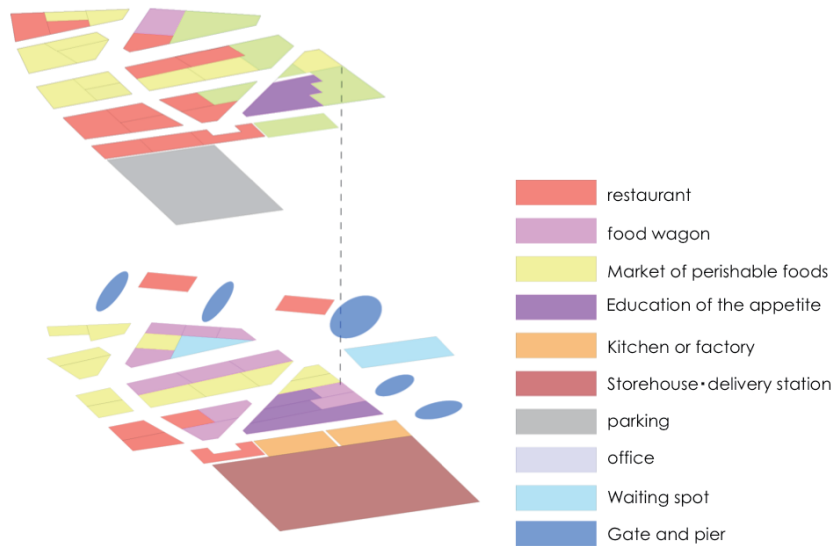 restaurant
food wagon
Market of perishable foods
Education of the appetite
Kitchen or factory
Storehouse・delivery station
parking
office
Waiting spot
Gate and pier